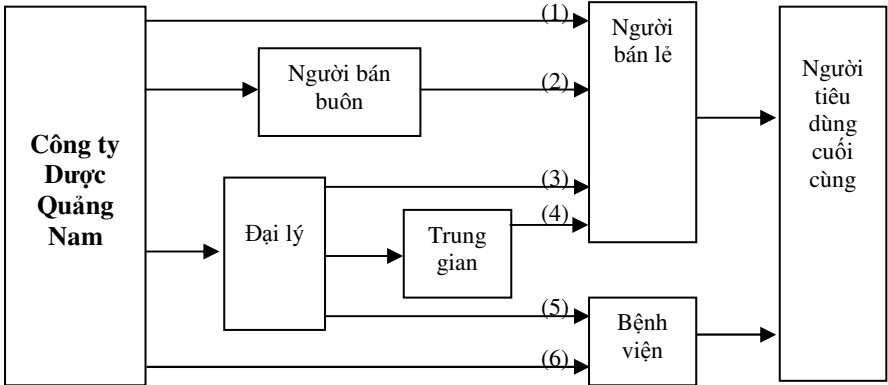 Công ty
Dược
Quảng
Nam
(1)
Người bán
buôn
(2)
Đại lý
(3)
Trung
gian
(4)
(5)
(6)
Người
bán lẻ
Bệnh
viện
Người
tiêu
dùng
cuối
cùng